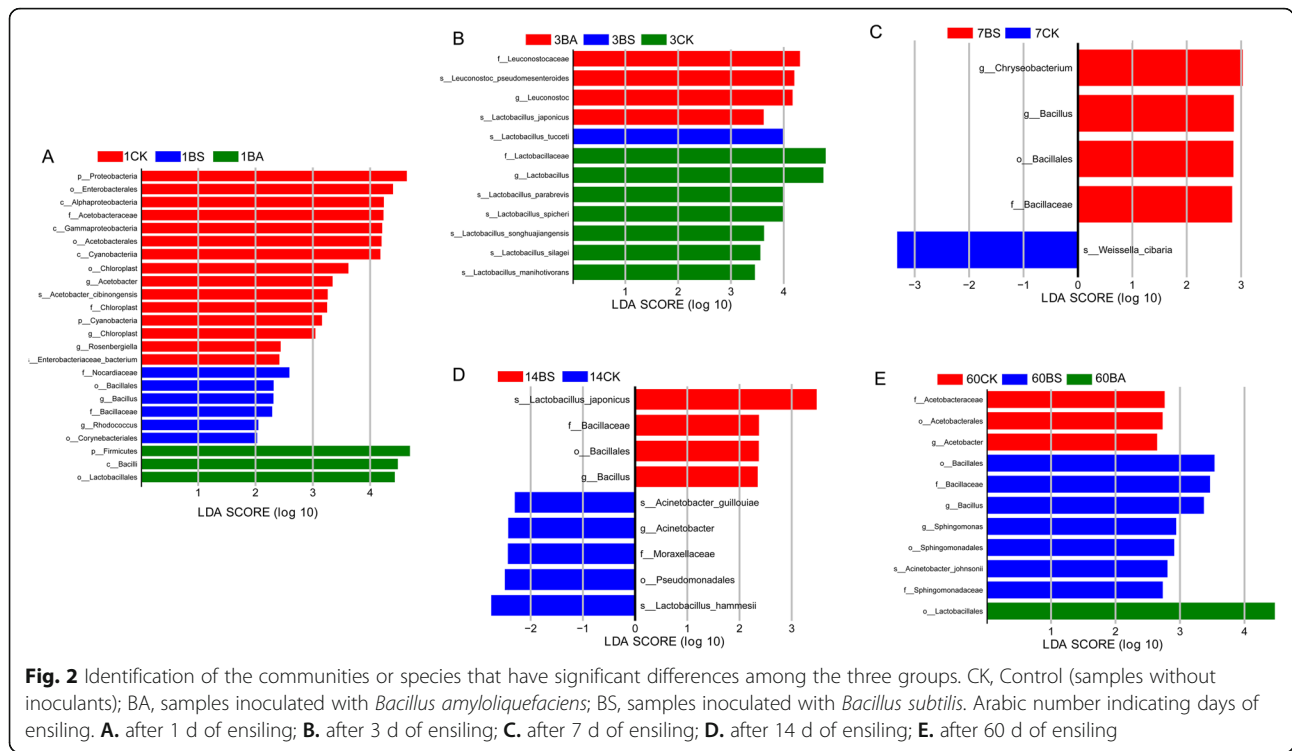 A
1CK 1BS 1BA
p__Proteobacteria
o__Enterobacterales
c__Alphaproteobacteria
f__Acetobacteraceae
c__Gammaproteobacteria
o__Acetobacterales
c__Cyanobacteriia
o__Chloroplast
g__Acetobacter
s__Acetobacter_cibinongensis
f__Chloroplast
p__Cyanobacteria
g__Chloroplast
g__Rosenbergiella
__Enterobacteriaceae_bacterium
f__Nocardiaceae
o__Bacillales
g__Bacillus
f__Bacillaceae
g__Rhodococcus
o__Corynebacteriales
p__Firmicutes
c__Bacilli
o__Lactobacillales
1 2 3 4
LDA SCORE (log 10)
B
3BA 3BS 3CK
f__Leuconostocaceae
s__Leuconostoc_pseudomesenteroides
g__Leuconostoc
s__Lactobacillus_japonicus
s__Lactobacillus_tucceti
f__Lactobacillaceae
g__Lactobacillus
s__Lactobacillus_parabrevis
s__Lactobacillus_spicheri
s__Lactobacillus_songhuajiangensis
s__Lactobacillus_silagei
s__Lactobacillus_manihotivorans
1 2 3 4
LDA SCORE (log 10)
C
7BS 7CK
g__Chryseobacterium
g__Bacillus
o__Bacillales
f__Bacillaceae
s__Weissella_cibaria
−3 −2 −1 0 1 2 3
LDA SCORE (log 10)
D
14BS 14CK
s__Lactobacillus_japonicus
f__Bacillaceae
o__Bacillales
g__Bacillus
s__Acinetobacter_guillouiae
g__Acinetobacter
f__Moraxellaceae
o__Pseudomonadales
s__Lactobacillus_hammesii
−2 −1 0 1 2 3
LDA SCORE (log 10)
E
60CK 60BS 60BA
f__Acetobacteraceae
o__Acetobacterales
g__Acetobacter
o__Bacillales
f__Bacillaceae
g__Bacillus
g__Sphingomonas
o__Sphingomonadales
s__Acinetobacter_johnsonii
f__Sphingomonadaceae
o__Lactobacillales
1 2 3 4
LDA SCORE (log 10)
Fig. 2 Identification of the communities or species that have significant differences among the three groups. CK, Control (samples without
inoculants); BA, samples inoculated with Bacillus amyloliquefaciens; BS, samples inoculated with Bacillus subtilis. Arabic number indicating days of
ensiling. A. after 1 d of ensiling; B. after 3 d of ensiling; C. after 7 d of ensiling; D. after 14 d of ensiling; E. after 60 d of ensiling